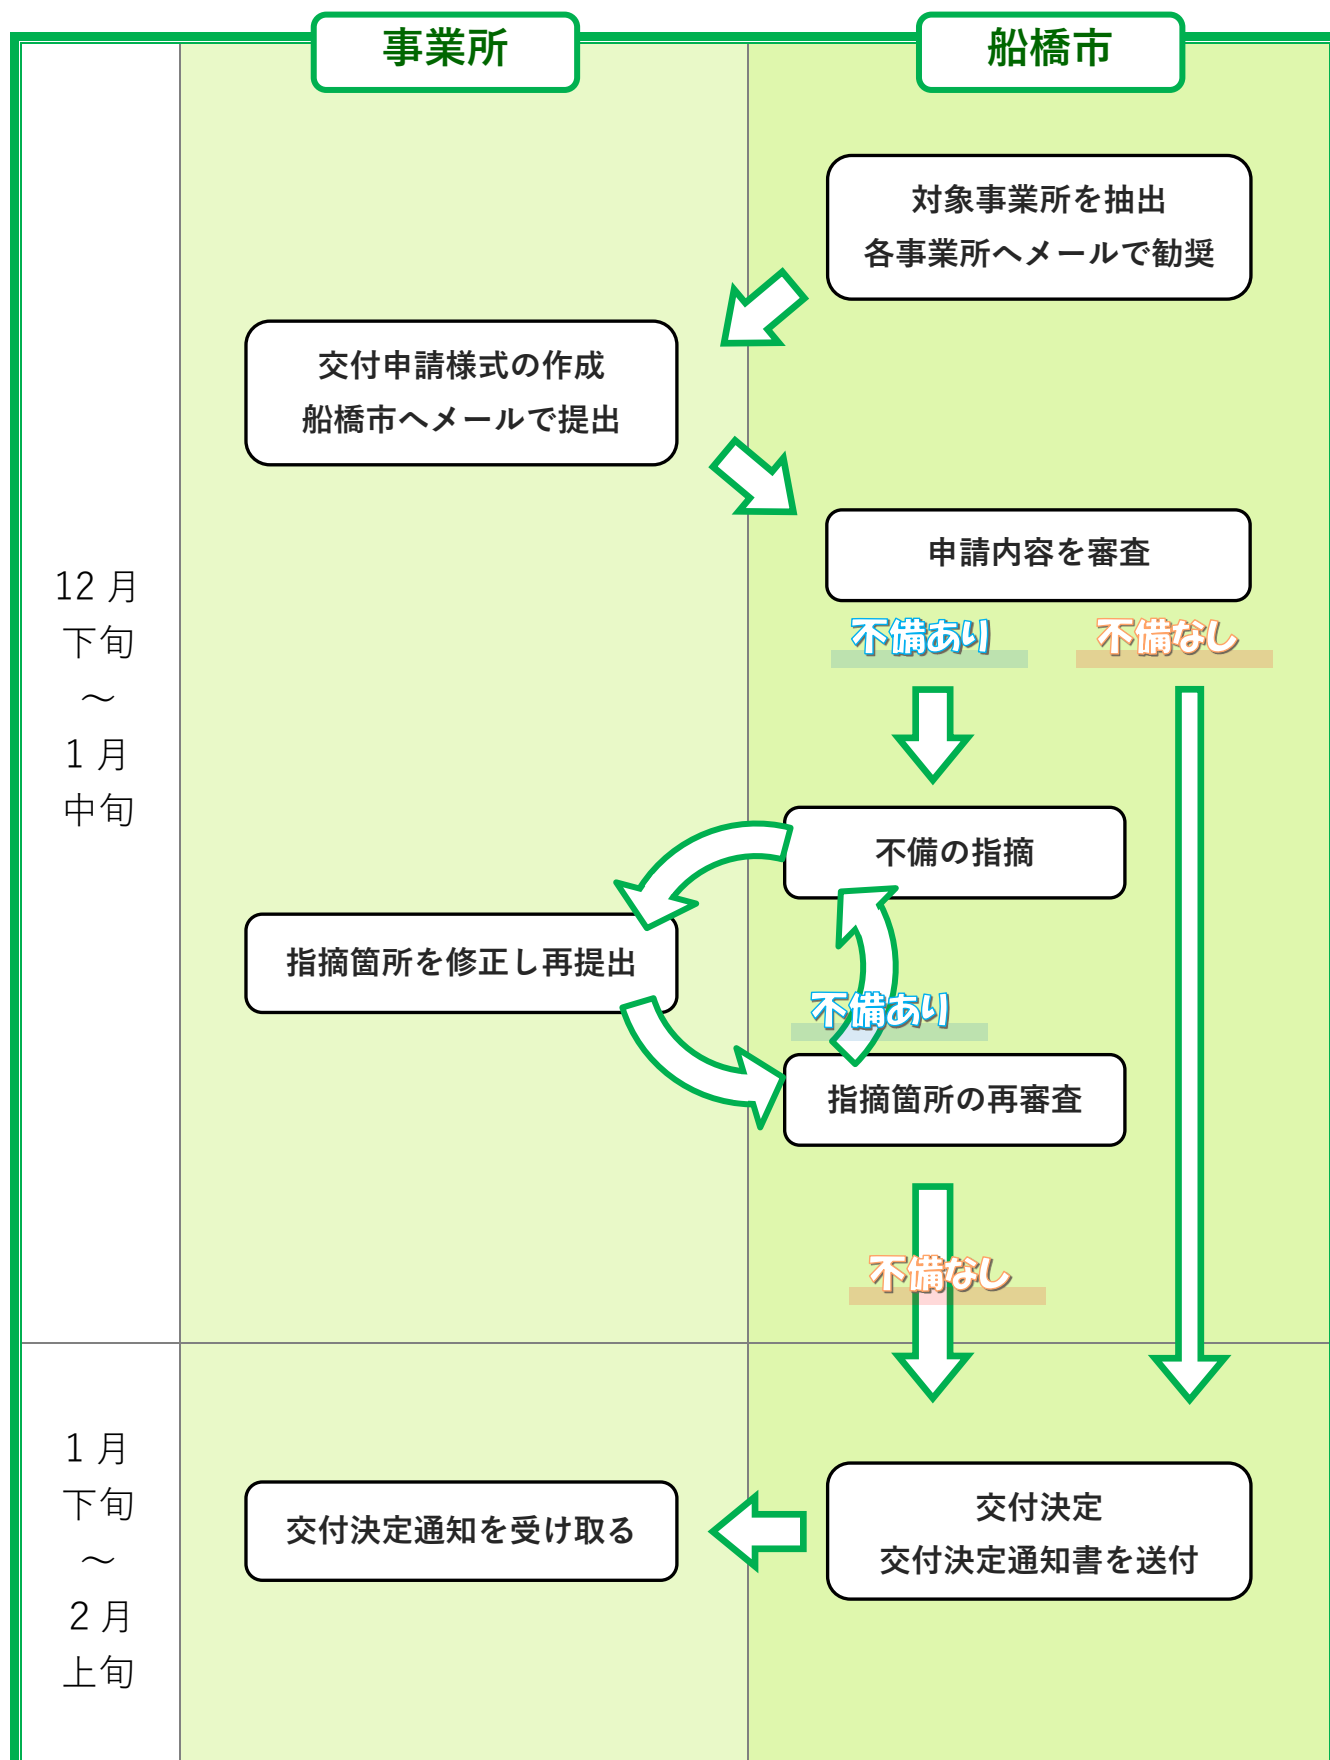 事業所
船橋市
対象事業所を抽出
各事業所へメールで勧奨
交付申請様式の作成
船橋市へメールで提出
申請内容を審査
不備あり
不備なし
12 月
下旬
～
1 月
中旬
不備の指摘
指摘箇所を修正し再提出
不備あり
指摘箇所の再審査
不備なし
1 月
下旬
～
2 月
上旬
交付決定
交付決定通知書を送付
交付決定通知を受け取る